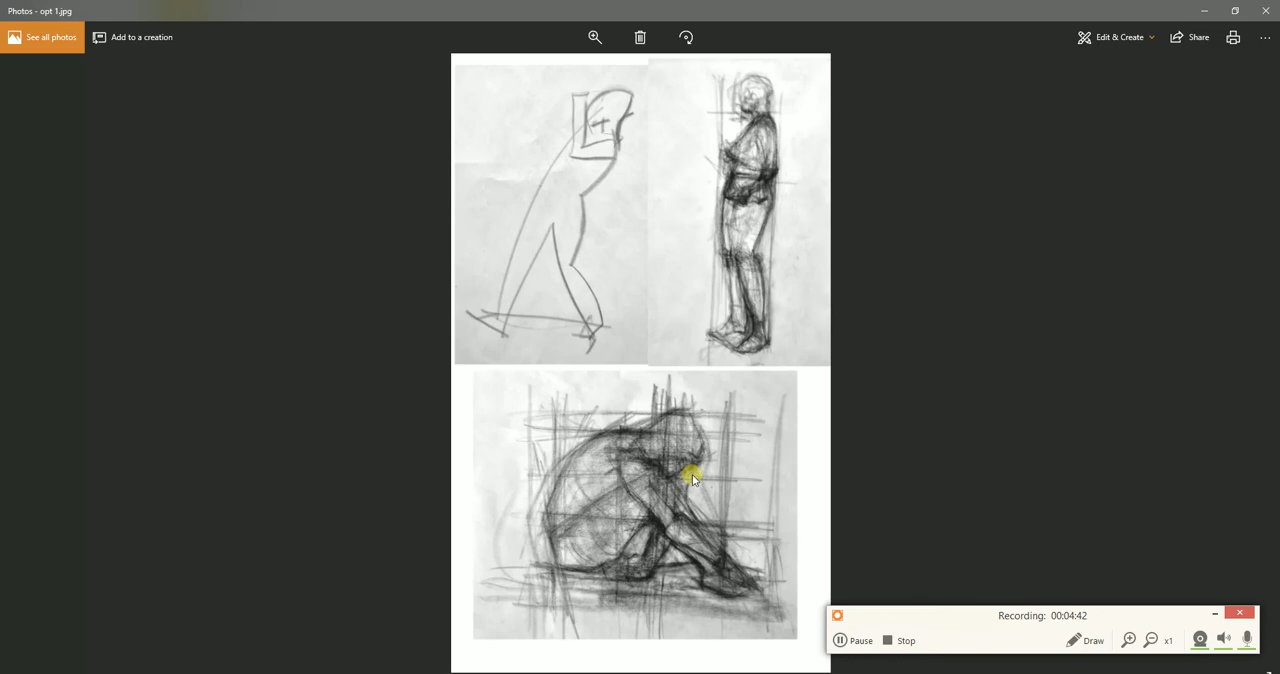 Photos - opt 1.jpg
See all photos
Add to a creation
Edit & Create
Share
Recording: 00:04:42
Pause
Stop
Draw
x1